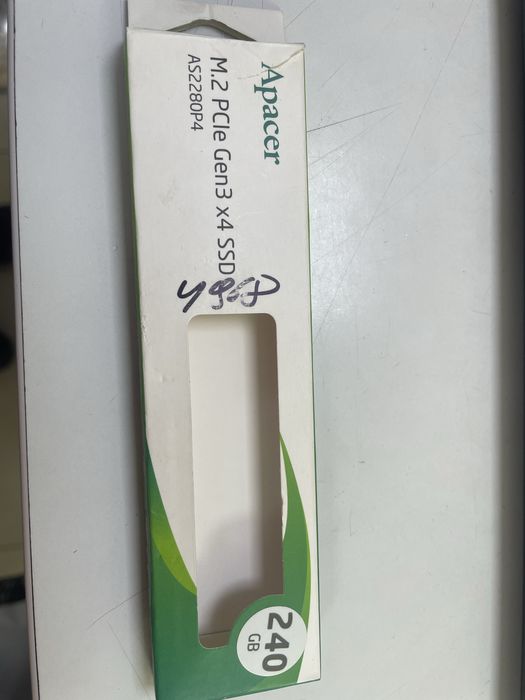 Apacer
M.2 PCIe Gen3 x4 SSD
AS2280P4
240
GB